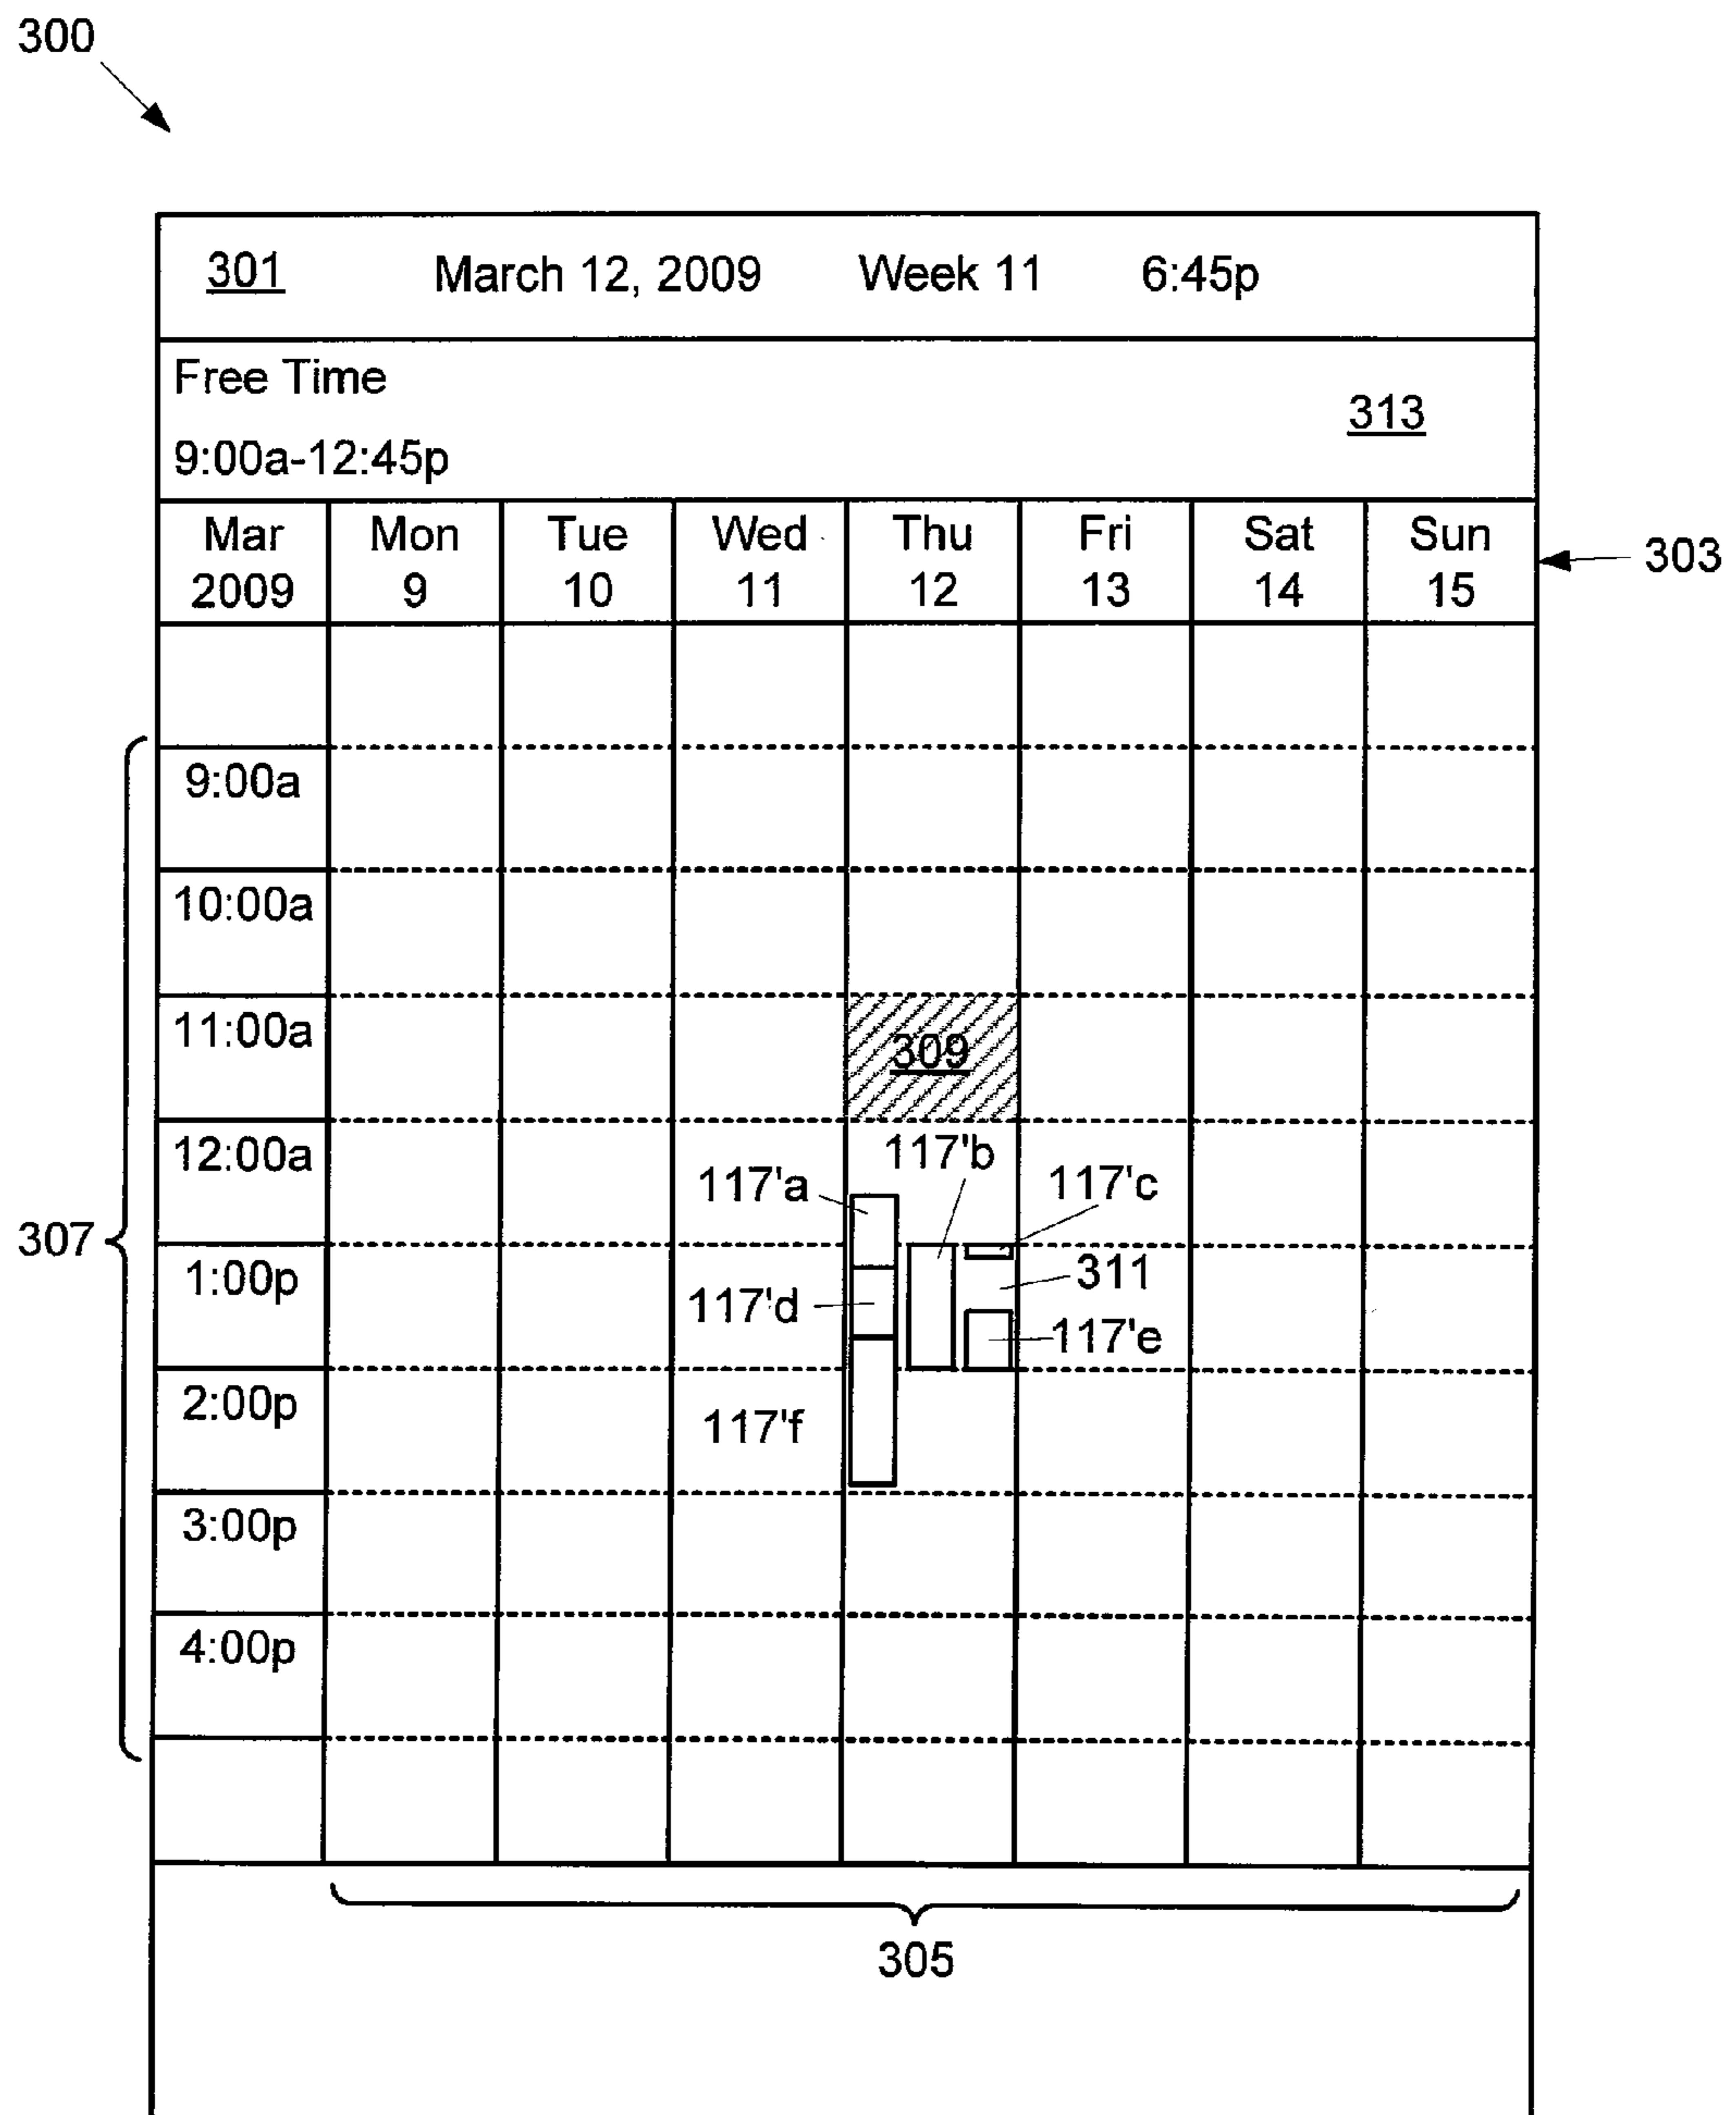 300
301 March 12, 2009 Week 11 6:45p
Free Time
313
9:00a-12:45p
Mar 2009 Mon 9 Tue 10 Wed 11 Thu 12 Fri 13 Sat 14 Sun 15
303
9:00a
10:00a
11:00a
309
12:00a
117'b
117'a
117'c
307
1:00p
311
117'd
117'e
2:00p
117'f
3:00p
4:00p
305